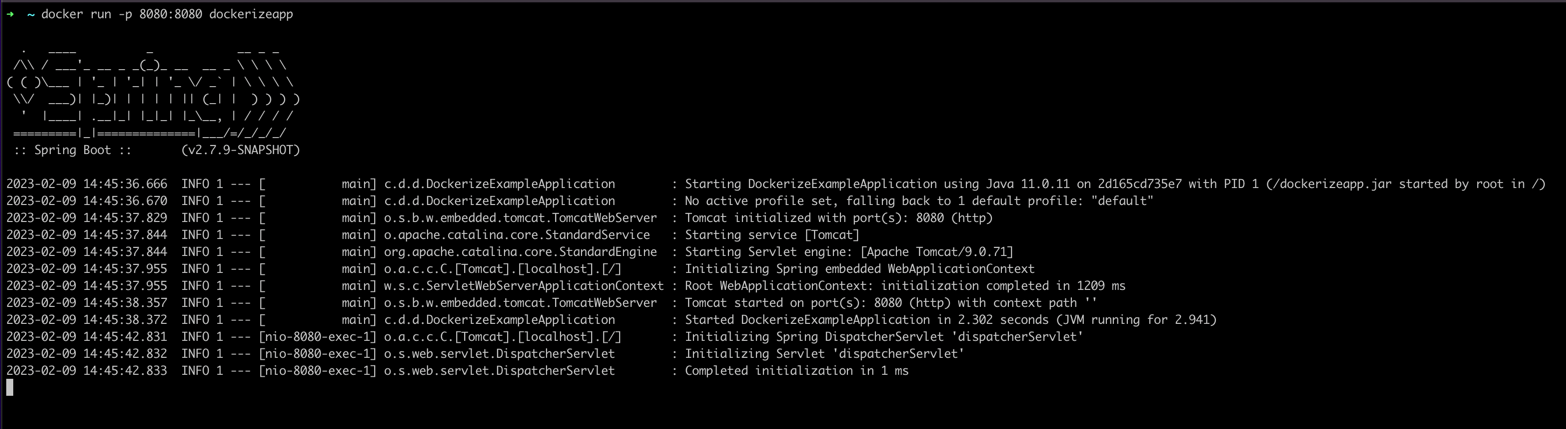 ➜  ~ docker run -p 8080:8080 dockerizeapp

  .   ____          _            __ _ _
 /\\ / ___'_ __ _ _(_)_ __  __ _ \ \ \ \
( ( )\___ | '_ | '_| | '_ \/ _` | \ \ \ \
 \\/  ___)| |_)| | | | | || (_| |  ) ) ) )
  '  |____| .__|_| |_|_| |_\__, | / / / /
 =========|_|==============|___/=/_/_/_/
 :: Spring Boot ::       (v2.7.9-SNAPSHOT)

2023-02-09 14:45:36.666  INFO 1 --- [           main] c.d.d.DockerizeExampleApplication        : Starting DockerizeExampleApplication using Java 11.0.11 on 2d165cd735e7 with PID 1 (/dockerizeapp.jar started by root in /)
2023-02-09 14:45:36.670  INFO 1 --- [           main] c.d.d.DockerizeExampleApplication        : No active profile set, falling back to 1 default profile: "default"
2023-02-09 14:45:37.829  INFO 1 --- [           main] o.s.b.w.embedded.tomcat.TomcatWebServer  : Tomcat initialized with port(s): 8080 (http)
2023-02-09 14:45:37.844  INFO 1 --- [           main] o.apache.catalina.core.StandardService   : Starting service [Tomcat]
2023-02-09 14:45:37.844  INFO 1 --- [           main] org.apache.catalina.core.StandardEngine  : Starting Servlet engine: [Apache Tomcat/9.0.71]
2023-02-09 14:45:37.955  INFO 1 --- [           main] o.a.c.c.C.[Tomcat].[localhost].[/]       : Initializing Spring embedded WebApplicationContext
2023-02-09 14:45:37.955  INFO 1 --- [           main] w.s.c.ServletWebServerApplicationContext : Root WebApplicationContext: initialization completed in 1209 ms
2023-02-09 14:45:38.357  INFO 1 --- [           main] o.s.b.w.embedded.tomcat.TomcatWebServer  : Tomcat started on port(s): 8080 (http) with context path ''
2023-02-09 14:45:38.372  INFO 1 --- [           main] c.d.d.DockerizeExampleApplication        : Started DockerizeExampleApplication in 2.302 seconds (JVM running for 2.941)
2023-02-09 14:45:42.831  INFO 1 --- [nio-8080-exec-1] o.a.c.c.C.[Tomcat].[localhost].[/]       : Initializing Spring DispatcherServlet 'dispatcherServlet'
2023-02-09 14:45:42.832  INFO 1 --- [nio-8080-exec-1] o.s.web.servlet.DispatcherServlet        : Initializing Servlet 'dispatcherServlet'
2023-02-09 14:45:42.833  INFO 1 --- [nio-8080-exec-1] o.s.web.servlet.DispatcherServlet        : Completed initialization in 1 ms